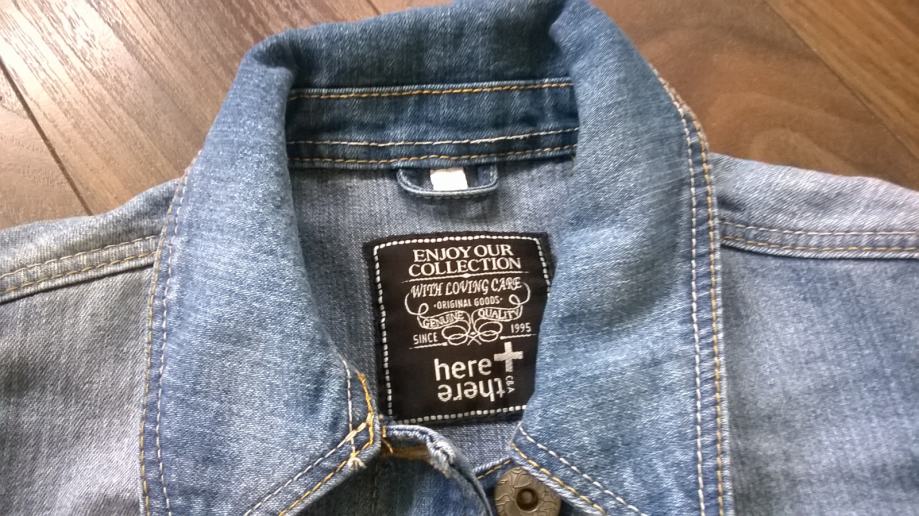 ENJOY OUR
COLLECTION
WITH LOVING CARE
·ORIGINAL GOODS·
GENUINE QUALITY
SINCE 1995
here+
there
C&A